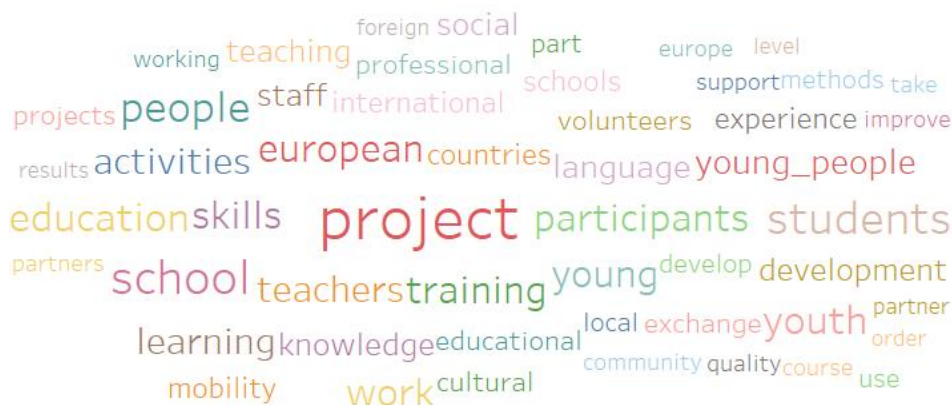 foreign social
working teaching part europe level
professional
projects people staff international schools support methods take
volunteers experience improve
results activities european countries language young_people
education skills project participants students
partners school teachers training young develop development
learning knowledge educational local exchange youth partner
order
mobility work cultural community quality course use